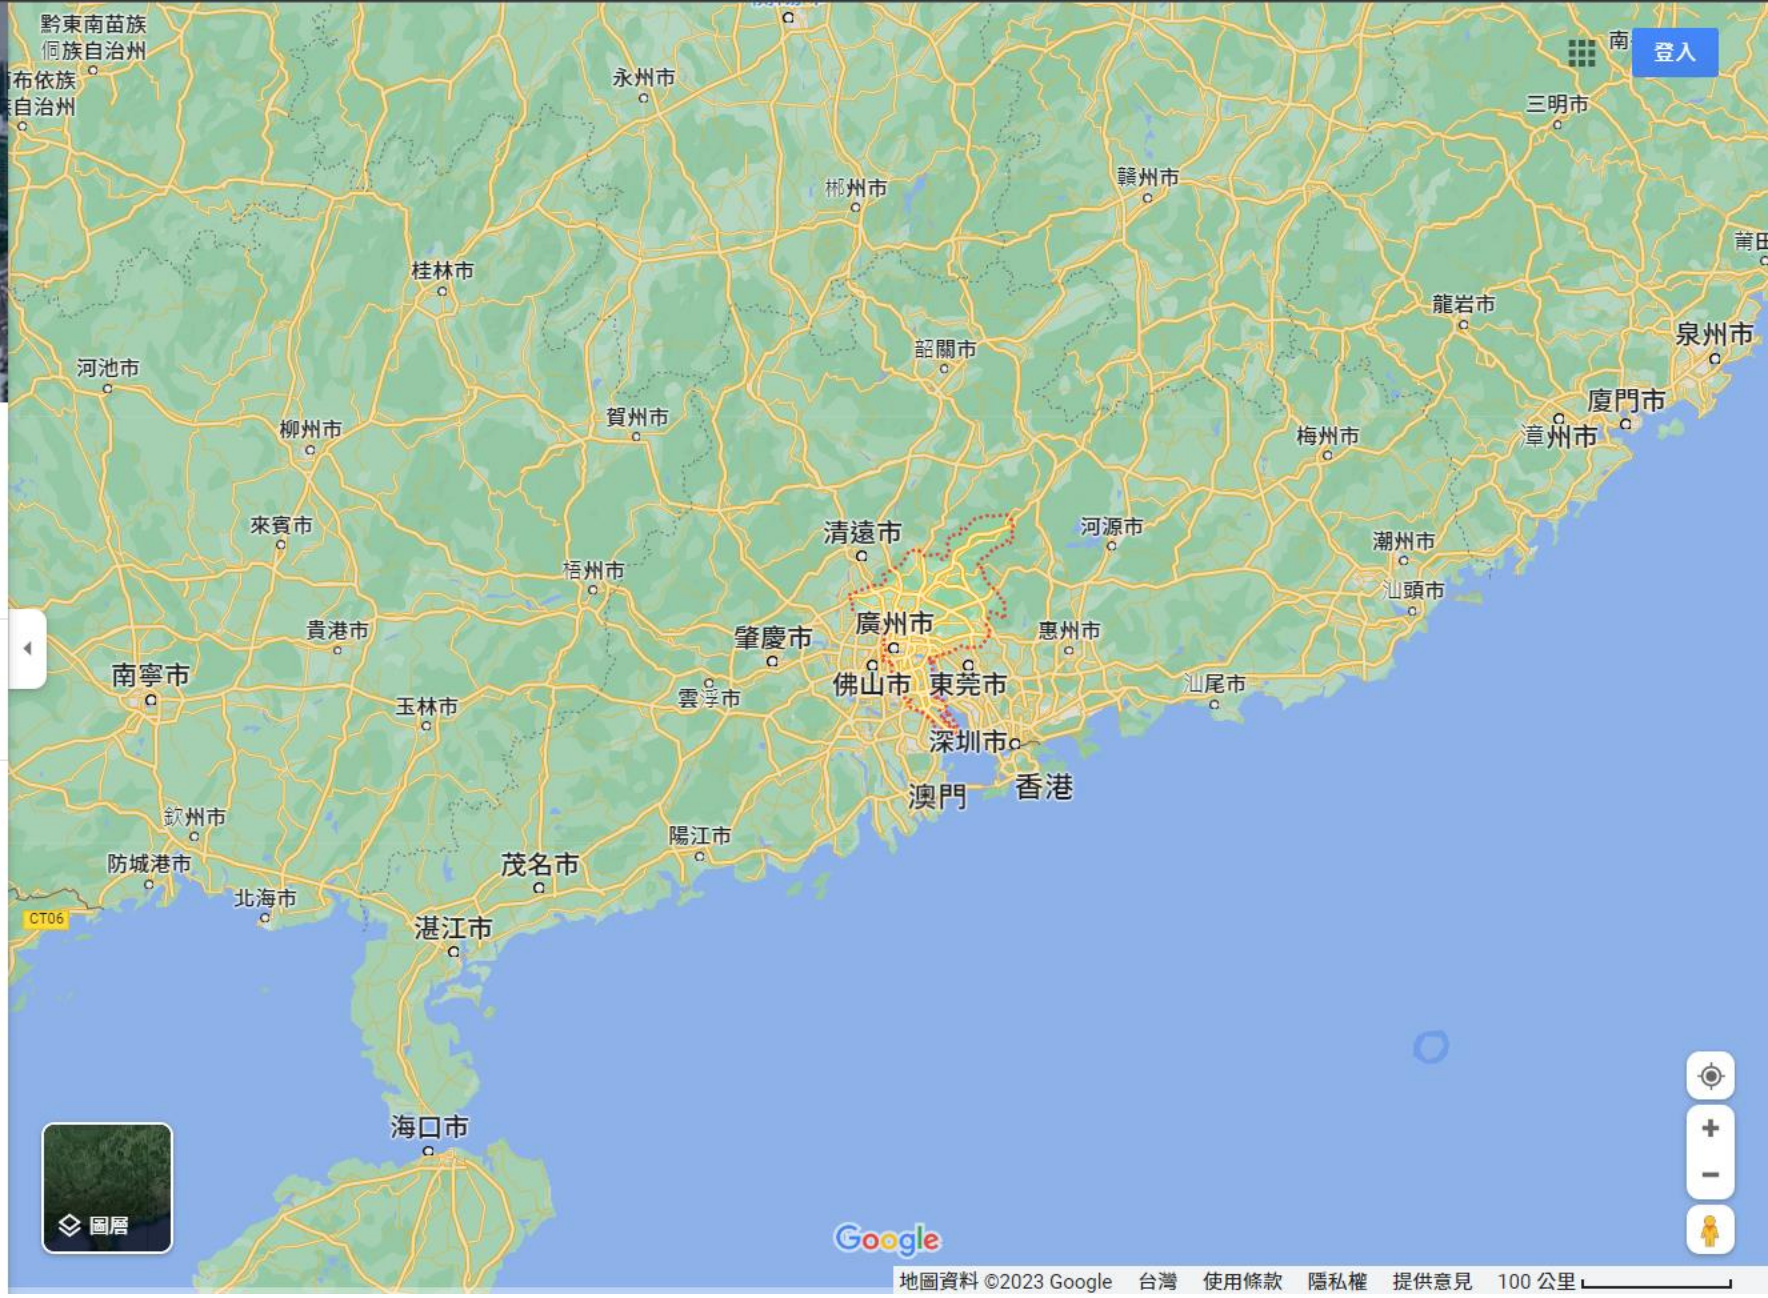 黔東南苗族
侗族自治州
布依族
自治州
永州市
南
登入
三明市
郴州市
贛州市
莆田
桂林市
龍岩市
泉州市
韶關市
河池市
廈門市
賀州市
柳州市
梅州市
漳州市
來賓市
清遠市
河源市
潮州市
梧州市
汕頭市
貴港市
廣州市
惠州市
肇慶市
南寧市
佛山市
東莞市
汕尾市
雲浮市
玉林市
深圳市
香港
澳門
欽州市
陽江市
防城港市
茂名市
北海市
CT06
湛江市
海口市
圖層
Google
地圖資料 ©2023 Google 台灣 使用條款 隱私權 提供意見 100 公里